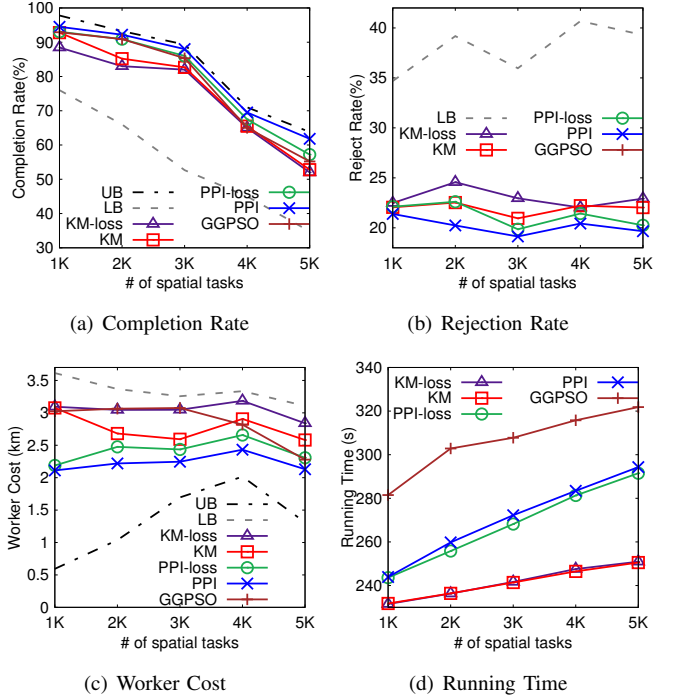 100
90
80
70
60
50
40
30
Completion Rate(%)
UB
LB
KM-loss
KM
PPI-loss
PPI
GGPSO
1K 2K 3K 4K 5K
# of spatial tasks
(a) Completion Rate
40
35
30
25
20
Reject Rate(%)
LB
KM-loss
KM
PPI-loss
PPI
GGPSO
1K 2K 3K 4K 5K
# of spatial tasks
(b) Rejection Rate
3.5
3
2.5
2
1.5
1
0.5
0
Worker Cost (km)
UB
LB
KM-loss
KM
PPI-loss
PPI
GGPSO
1K 2K 3K 4K 5K
# of spatial tasks
(c) Worker Cost
340
320
300
280
260
240
Running Time (s)
KM-loss
KM
PPI-loss
PPI
GGPSO
1K 2K 3K 4K 5K
# of spatial tasks
(d) Running Time